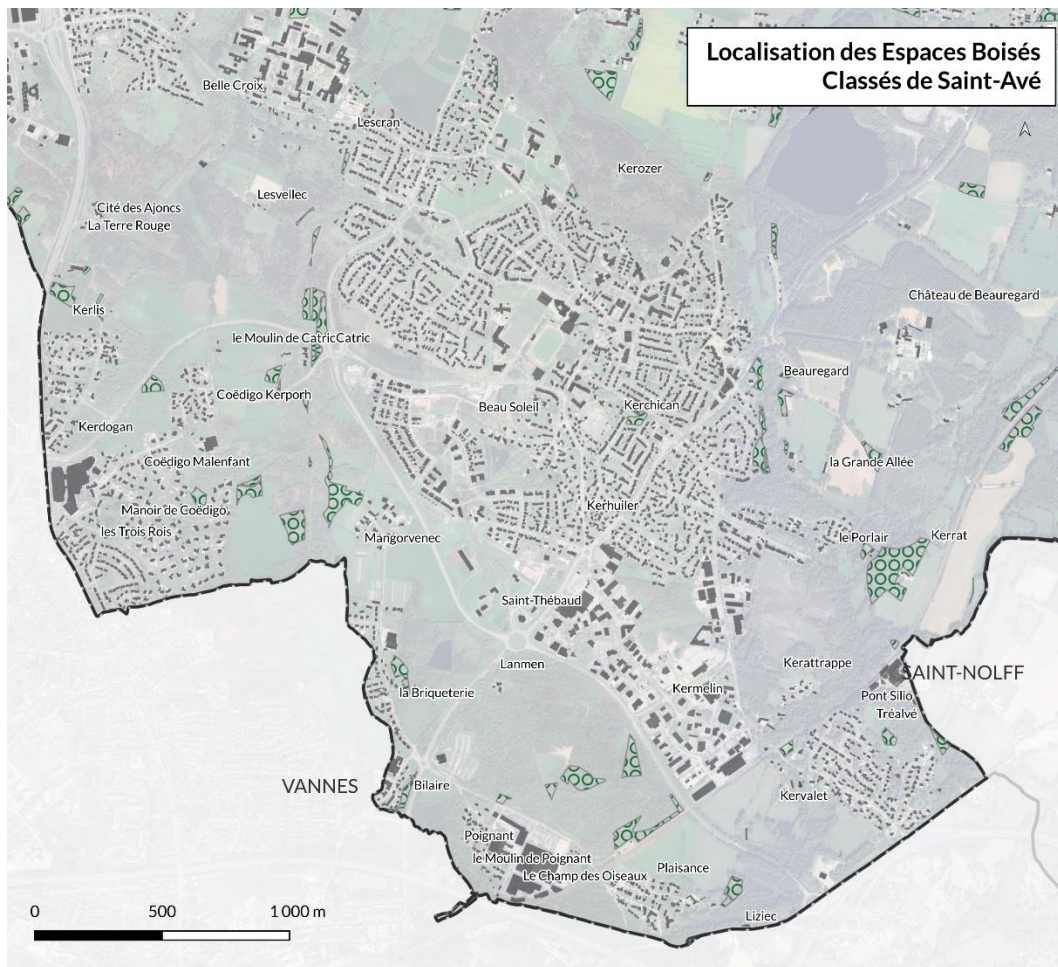 Localisation des Espaces Boisés
Classés de Saint-Avé
Belle Croix
Lescran
Kerozer
Lesvellec
Cité des Ajoncs
La Terre Rouge
Château de Beauregard
Kerlis
le Moulin de Catric
Catric
Beauregard
Coëdigo Kerporh
Beau Soleil
Kerchican
Kerdogan
Coëdigo Malenfant
la Grande Allée
Manoir de Coëdigo
Kerhuiler
les Trois Rois
Mangorvenec
le Porlair
Kerrat
Saint-Thébaud
Lanmen
Kerattrappe
SAINT-NOLFF
la Briqueterie
Kermelin
Pont Silio
Tréalvé
VANNES
Bilaire
Kervalet
Poignant
le Moulin de Poignant
Plaisance
Le Champ des Oiseaux
Liziec
0 500 1 000 m